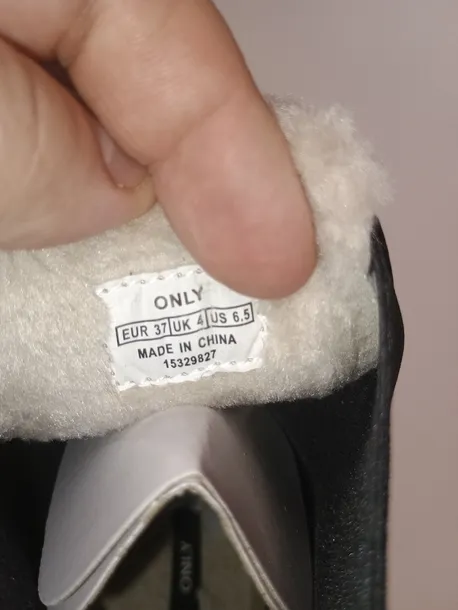 ONLY
EUR 37 UK 4 US 6.5
MADE IN CHINA
15329827
ONLY